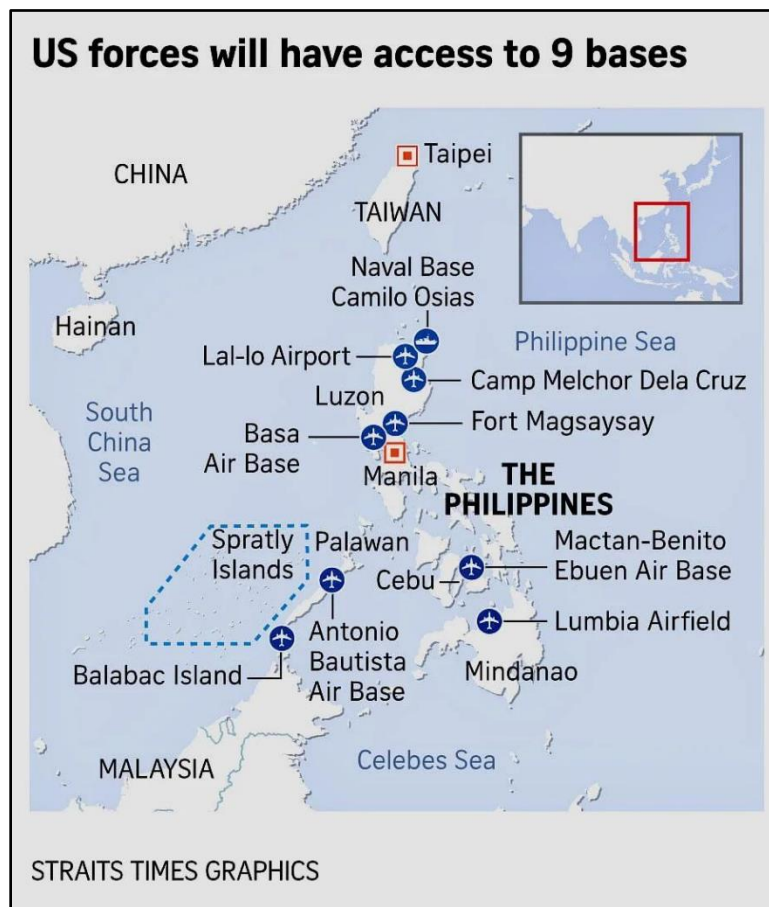 US forces will have access to 9 bases
Taipei
CHINA
TAIWAN
Naval Base
Camilo Osias
Hainan
Philippine Sea
Lal-lo Airport
Camp Melchor Dela Cruz
Luzon
South
China
Sea
Fort Magsaysay
Basa
Air Base
Manila
THE
PHILIPPINES
Spratly
Islands
Palawan
Mactan-Benito
Ebuen Air Base
Cebu
Lumbia Airfield
Antonio
Bautista
Air Base
Balabac Island
Mindanao
MALAYSIA
Celebes Sea
STRAITS TIMES GRAPHICS